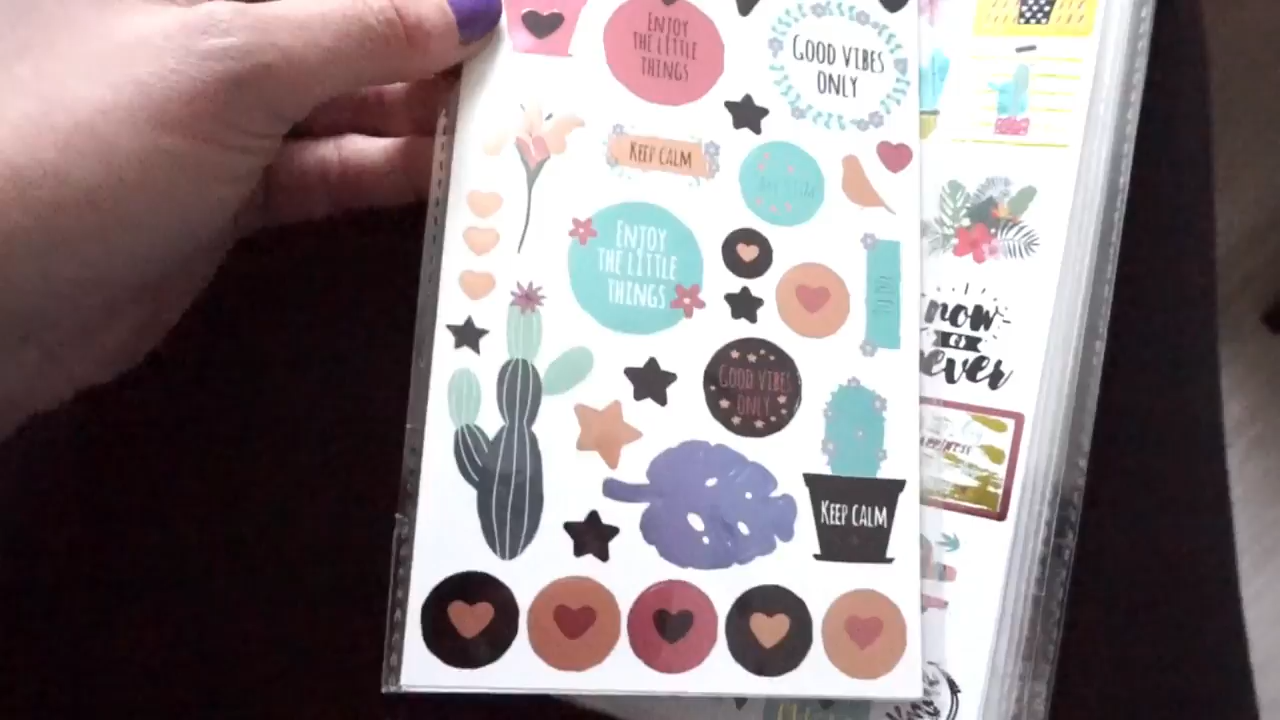 ENJOY
THE LITTLE
THINGS
GOOD VIBES
ONLY
KEEP CALM
ENJOY
THE LITTLE
THINGS
now
or
ever
GOOD VIBES
ONLY
KEEP CALM